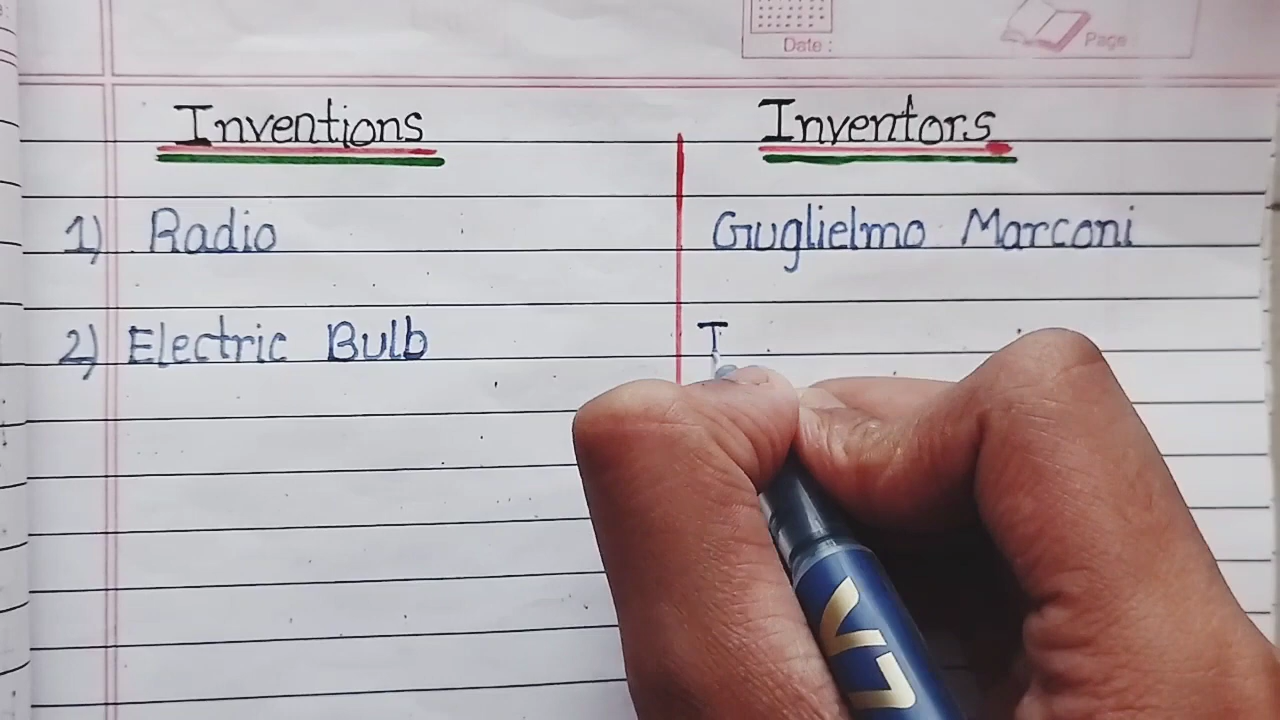 Date :
Page
Inventions
Inventors
1) Radio
Guglielmo Marconi
2) Electric Bulb
T